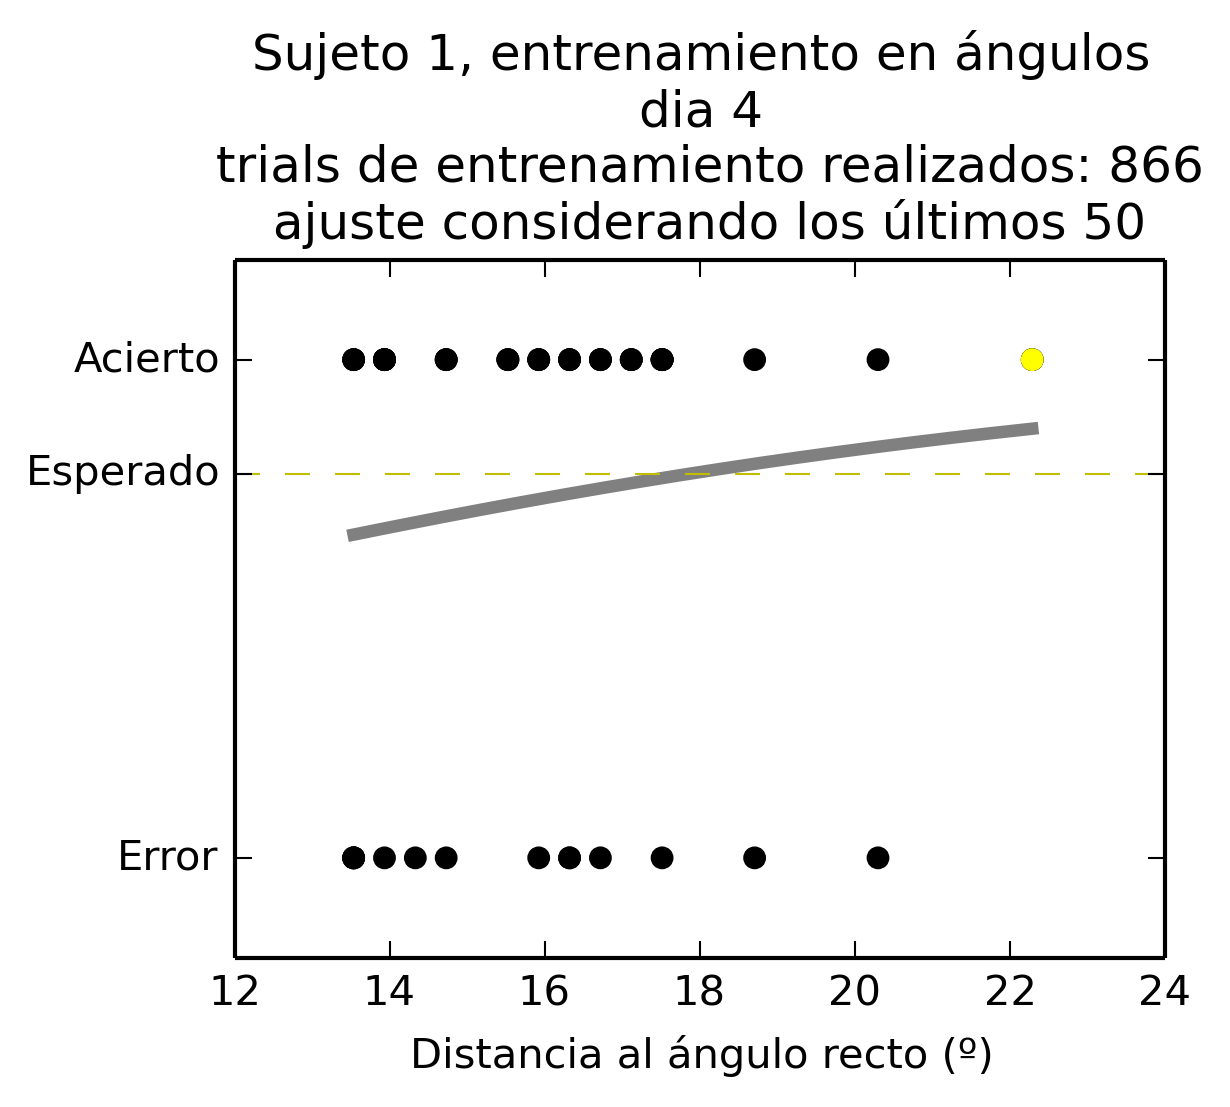 Sujeto 1, entrenamiento en ángulos
dia 4
trials de entrenamiento realizados: 866
ajuste considerando los últimos 50
Acierto
Esperado
Error
12 14 16 18 20 22 24
Distancia al ángulo recto (º)